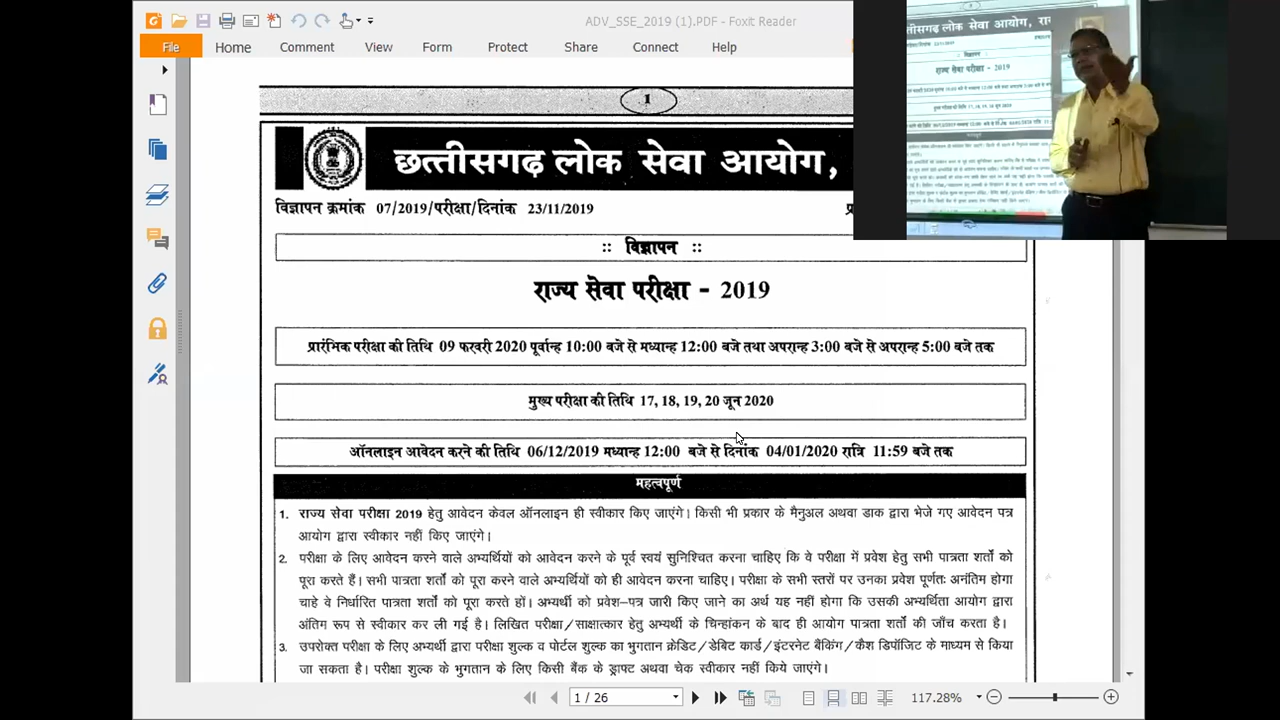 ADV_SSE_2019 (1).PDF - Foxit Reader
File Home Comment View Form Protect Share Connect Help
1
छत्तीसगढ़ लोक सेवा आयोग,
विज्ञापन क्रमांक 07/2019/परीक्षा/दिनांक 23/11/2019
:: विज्ञापन ::
राज्य सेवा परीक्षा - 2019
प्रारंभिक परीक्षा की तिथि 09 फरवरी 2020 पूर्वान्ह 10:00 बजे से मध्यान्ह 12:00 बजे तथा अपरान्ह 3:00 बजे से अपरान्ह 5:00 बजे तक
मुख्य परीक्षा की तिथि 17, 18, 19, 20 जून 2020
ऑनलाइन आवेदन करने की तिथि 06/12/2019 मध्यान्ह 12:00 बजे से दिनांक 04/01/2020 रात्रि 11:59 बजे तक
महत्वपूर्ण
1. राज्य सेवा परीक्षा 2019 हेतु आवेदन केवल ऑनलाइन ही स्वीकार किए जाएंगे। किसी भी प्रकार के मैनुअल अथवा डाक द्वारा भेजे गए आवेदन पत्र
आयोग द्वारा स्वीकार नहीं किए जाएंगे।
2. परीक्षा के लिए आवेदन करने वाले अभ्यर्थियों को आवेदन करने के पूर्व स्वयं सुनिश्चित करना चाहिए कि वे परीक्षा में प्रवेश हेतु सभी पात्रता शर्तो को
पूरा करते हैं। सभी पात्रता शर्तो को पूरा करने वाले अभ्यर्थियों को ही आवेदन करना चाहिए। परीक्षा के सभी स्तरों पर उनका प्रवेश पूर्णतः अनंतिम होगा
चाहे वे निर्धारित पात्रता शर्तो को पूरा करते हों। अभ्यर्थी को प्रवेश–पत्र जारी किए जाने का अर्थ यह नहीं होगा कि उसकी अभ्यर्थिता आयोग द्वारा
अंतिम रूप से स्वीकार कर ली गई है। लिखित परीक्षा/साक्षात्कार हेतु अभ्यर्थी के चिन्हांकन के बाद ही आयोग पात्रता शर्तो की जाँच करता है।
3. उपरोक्त परीक्षा के लिए अभ्यर्थी द्वारा परीक्षा शुल्क व पोर्टल शुल्क का भुगतान क्रेडिट/डेबिट कार्ड/इंटरनेट बैंकिंग/कैश डिपॉजिट के माध्यम से किया
जा सकता है। परीक्षा शुल्क के भुगतान के लिए किसी बैंक के ड्राफ्ट अथवा चेक स्वीकार नहीं किये जाएंगे।
1 / 26
117.28%
राज्य सेवा परीक्षा - 2019